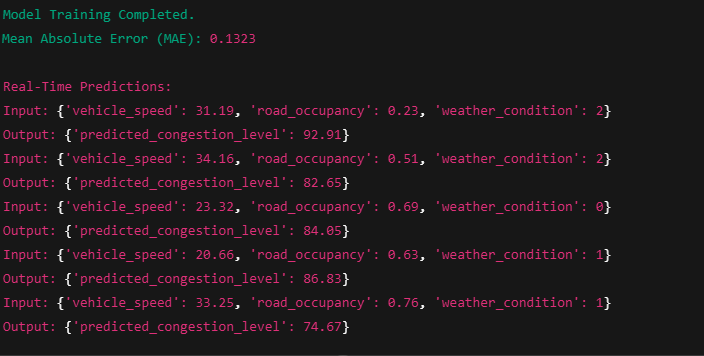 Model Training Completed.
Mean Absolute Error (MAE): 0.1323
Real-Time Predictions:
Input: {'vehicle_speed': 31.19, 'road_occupancy': 0.23, 'weather_condition': 2}
Output: {'predicted_congestion_level': 92.91}
Input: {'vehicle_speed': 34.16, 'road_occupancy': 0.51, 'weather_condition': 2}
Output: {'predicted_congestion_level': 82.65}
Input: {'vehicle_speed': 23.32, 'road_occupancy': 0.69, 'weather_condition': 0}
Output: {'predicted_congestion_level': 84.05}
Input: {'vehicle_speed': 20.66, 'road_occupancy': 0.63, 'weather_condition': 1}
Output: {'predicted_congestion_level': 86.83}
Input: {'vehicle_speed': 33.25, 'road_occupancy': 0.76, 'weather_condition': 1}
Output: {'predicted_congestion_level': 74.67}